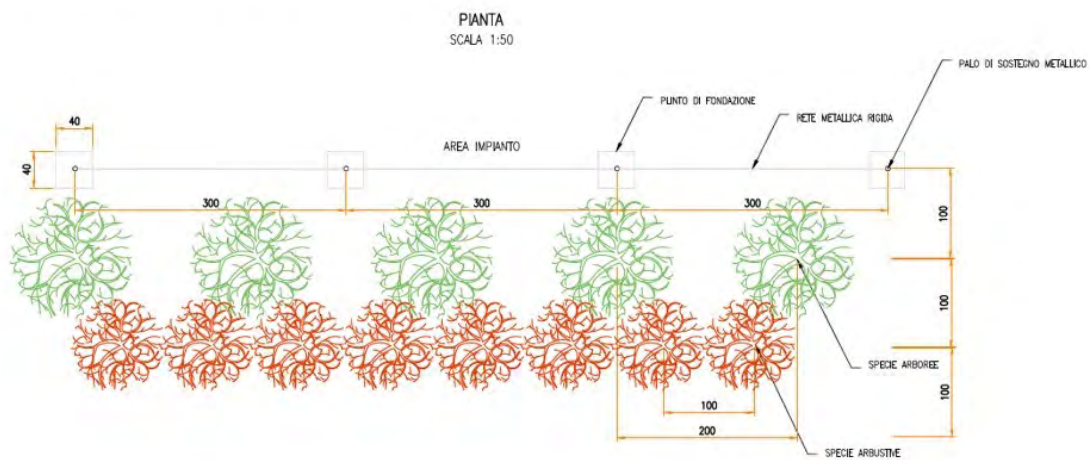 PIANTA
SCALA 1:50
PALO DI SOSTEGNO METALLICO
PUNTO DI FONDAZIONE
RETE METALLICA RIGIDA
40
AREA IMPIANTO
40
300
300
300
100
100
SPECIE ARBOREE
100
100
200
SPECIE ARBUSTIVE